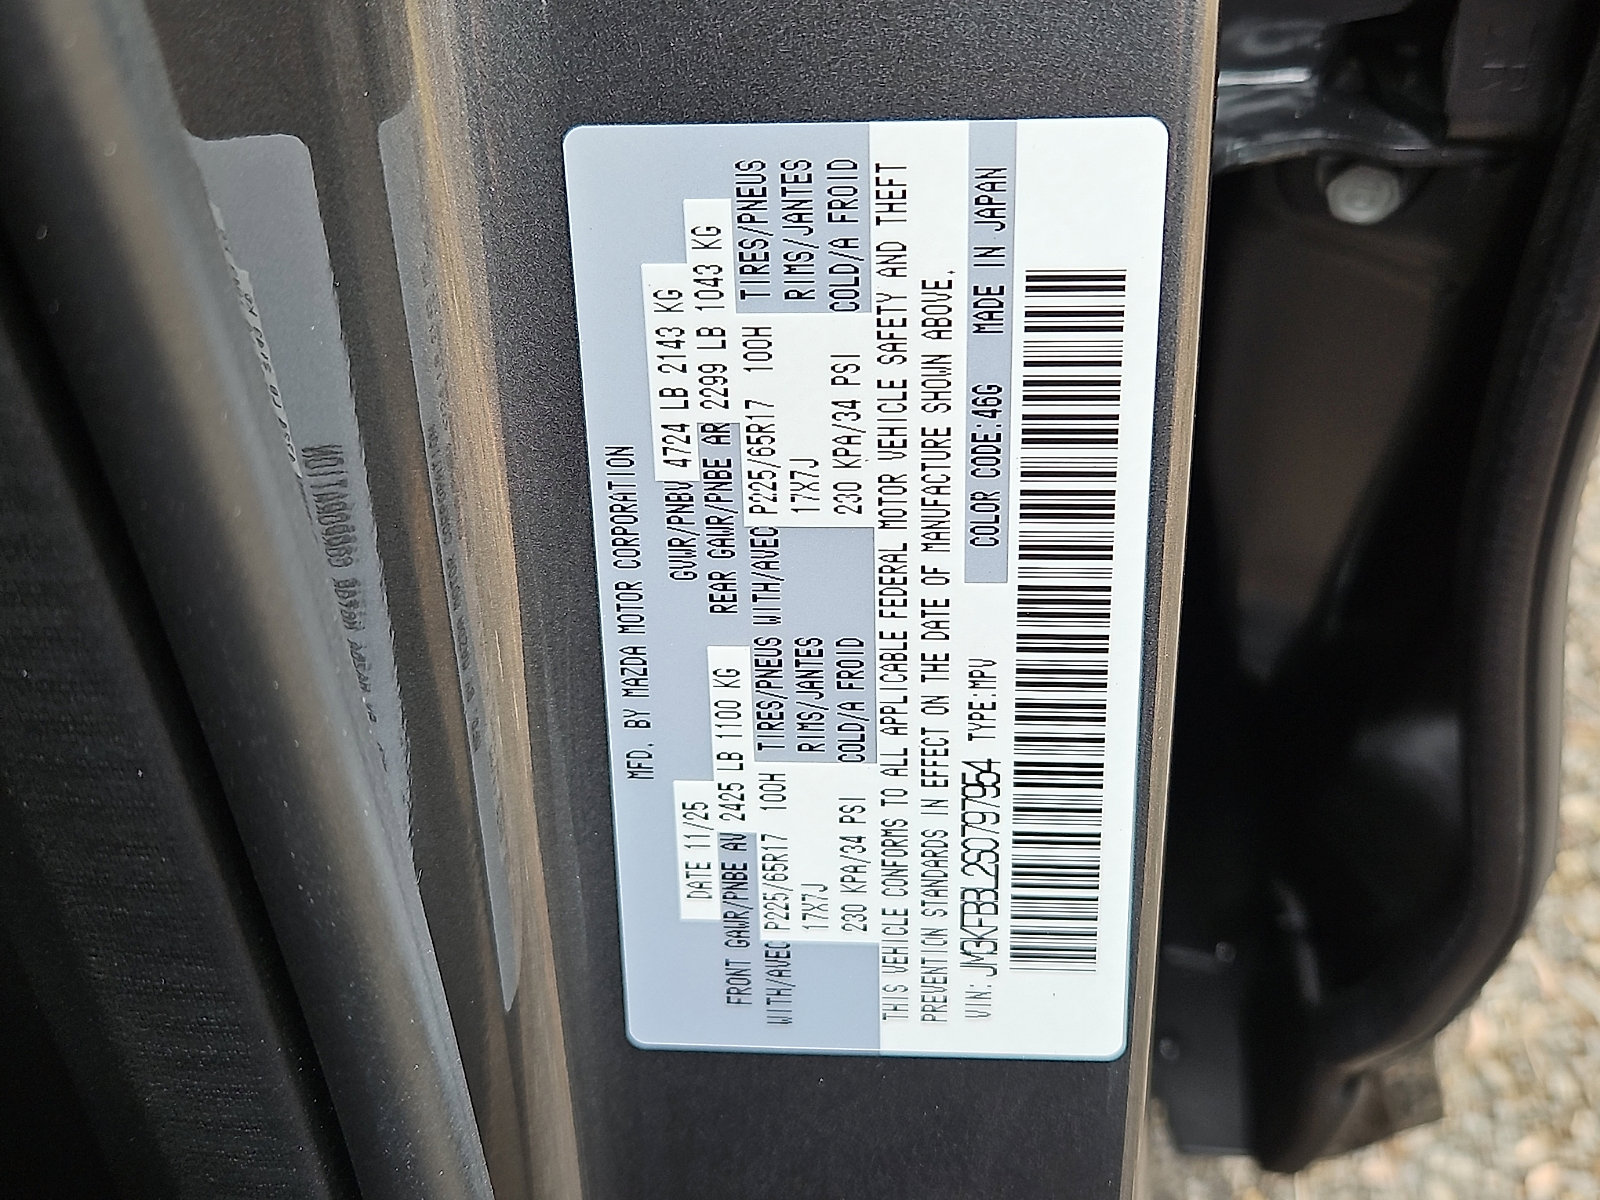 MFD. BY MAZDA MOTOR CORPORATION
DATE 11/25 GVWR/PNBV 4724 LB 2143 KG
FRONT GAWR/PNBE AV 2425 LB 1100 KG REAR GAWR/PNBE AR 2299 LB 1043 KG
WITH/AVEC P225/65R17 100H TIRES/PNEUS WITH/AVEC P225/65R17 100H TIRES/PNEUS
17X7J RIMS/JANTES 17X7J RIMS/JANTES
230 KPA/34 PSI COLD/A FROID 230 KPA/34 PSI COLD/A FROID
THIS VEHICLE CONFORMS TO ALL APPLICABLE FEDERAL MOTOR VEHICLE SAFETY AND THEFT
PREVENTION STANDARDS IN EFFECT ON THE DATE OF MANUFACTURE SHOWN ABOVE.
VIN: JM3KFBBL2S0797954 TYPE:MPV COLOR CODE:46G MADE IN JAPAN